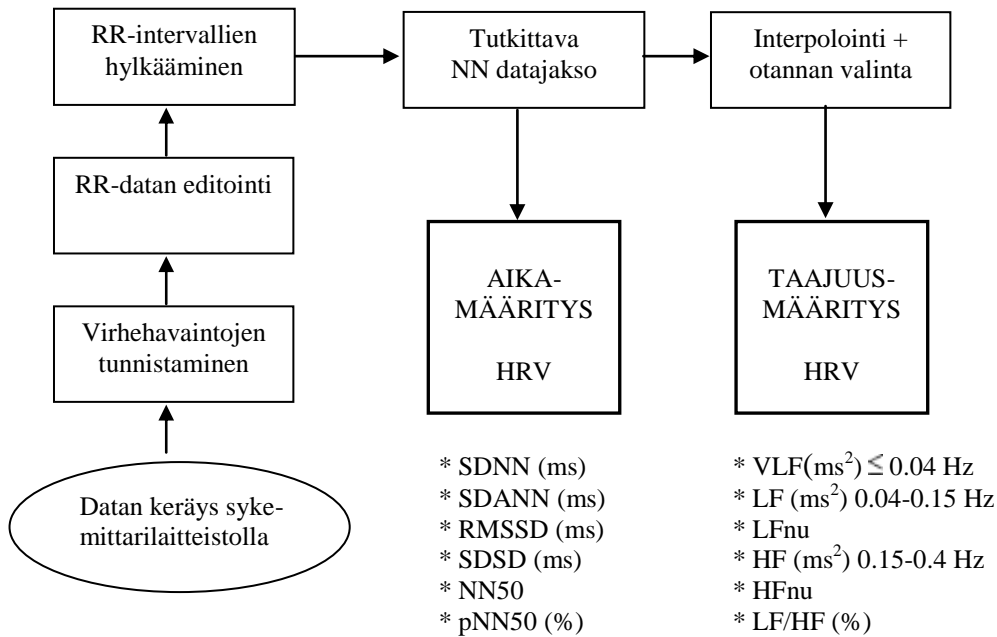 RR-intervallien
hylkääminen
Tutkittava
NN datajakso
Interpolointi +
otannan valinta
RR-datan editointi
Virhehavaintojen
tunnistaminen
Datan keräys syke-
mittarilaitteistolla
AIKA-
MÄÄRITYS
HRV
* SDNN (ms)
* SDANN (ms)
* RMSSD (ms)
* SDSD (ms)
* NN50
* pNN50 (%)
TAAJUUS-
MÄÄRITYS
HRV
* VLF(ms²) ≦ 0.04 Hz
* LF (ms²) 0.04-0.15 Hz
* LFnu
* HF (ms²) 0.15-0.4 Hz
* HFnu
* LF/HF (%)